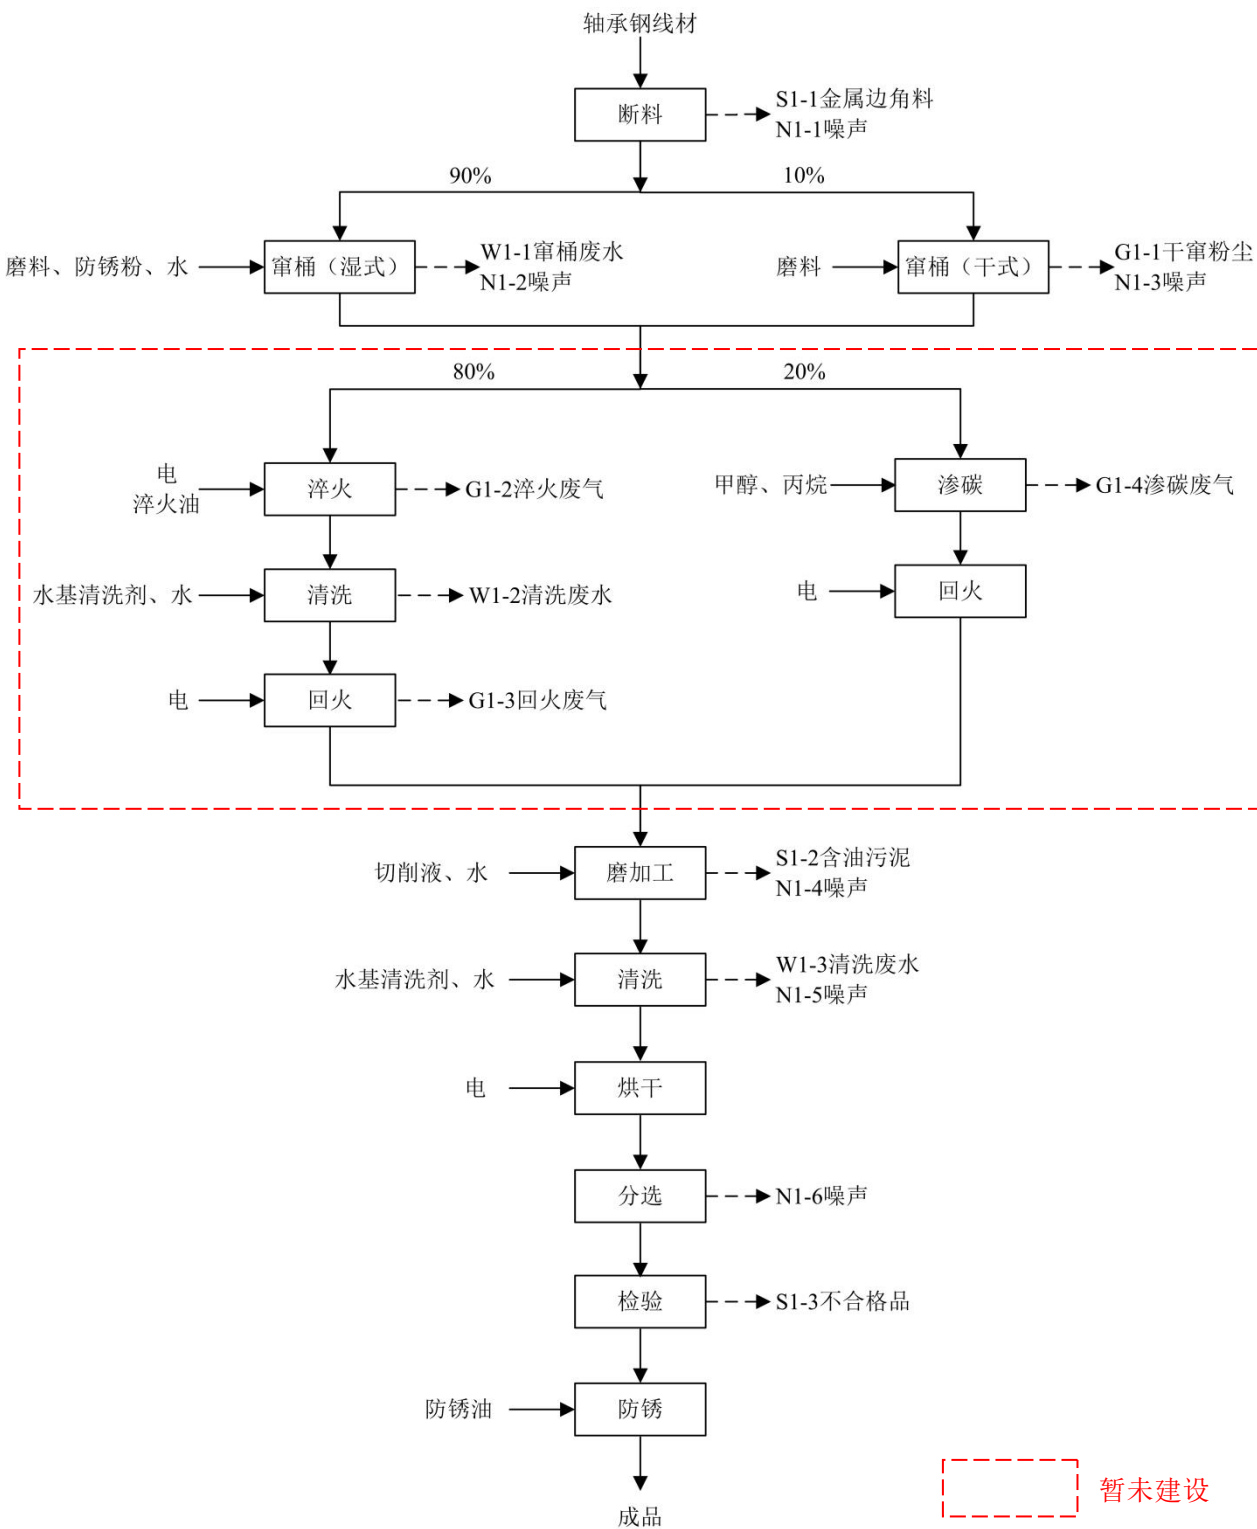 轴承钢线材
断料
S1-1金属边角料
N1-1噪声
90%
10%
磨料、防锈粉、水
窜桶（湿式）
W1-1窜桶废水
N1-2噪声
磨料
窜桶（干式）
G1-1干窜粉尘
N1-3噪声
80%
20%
电
淬火油
淬火
G1-2淬火废气
甲醇、丙烷
渗碳
G1-4渗碳废气
水基清洗剂、水
清洗
W1-2清洗废水
电
回火
电
回火
G1-3回火废气
切削液、水
磨加工
S1-2含油污泥
N1-4噪声
水基清洗剂、水
清洗
W1-3清洗废水
N1-5噪声
电
烘干
分选
N1-6噪声
检验
S1-3不合格品
防锈油
防锈
成品
暂未建设